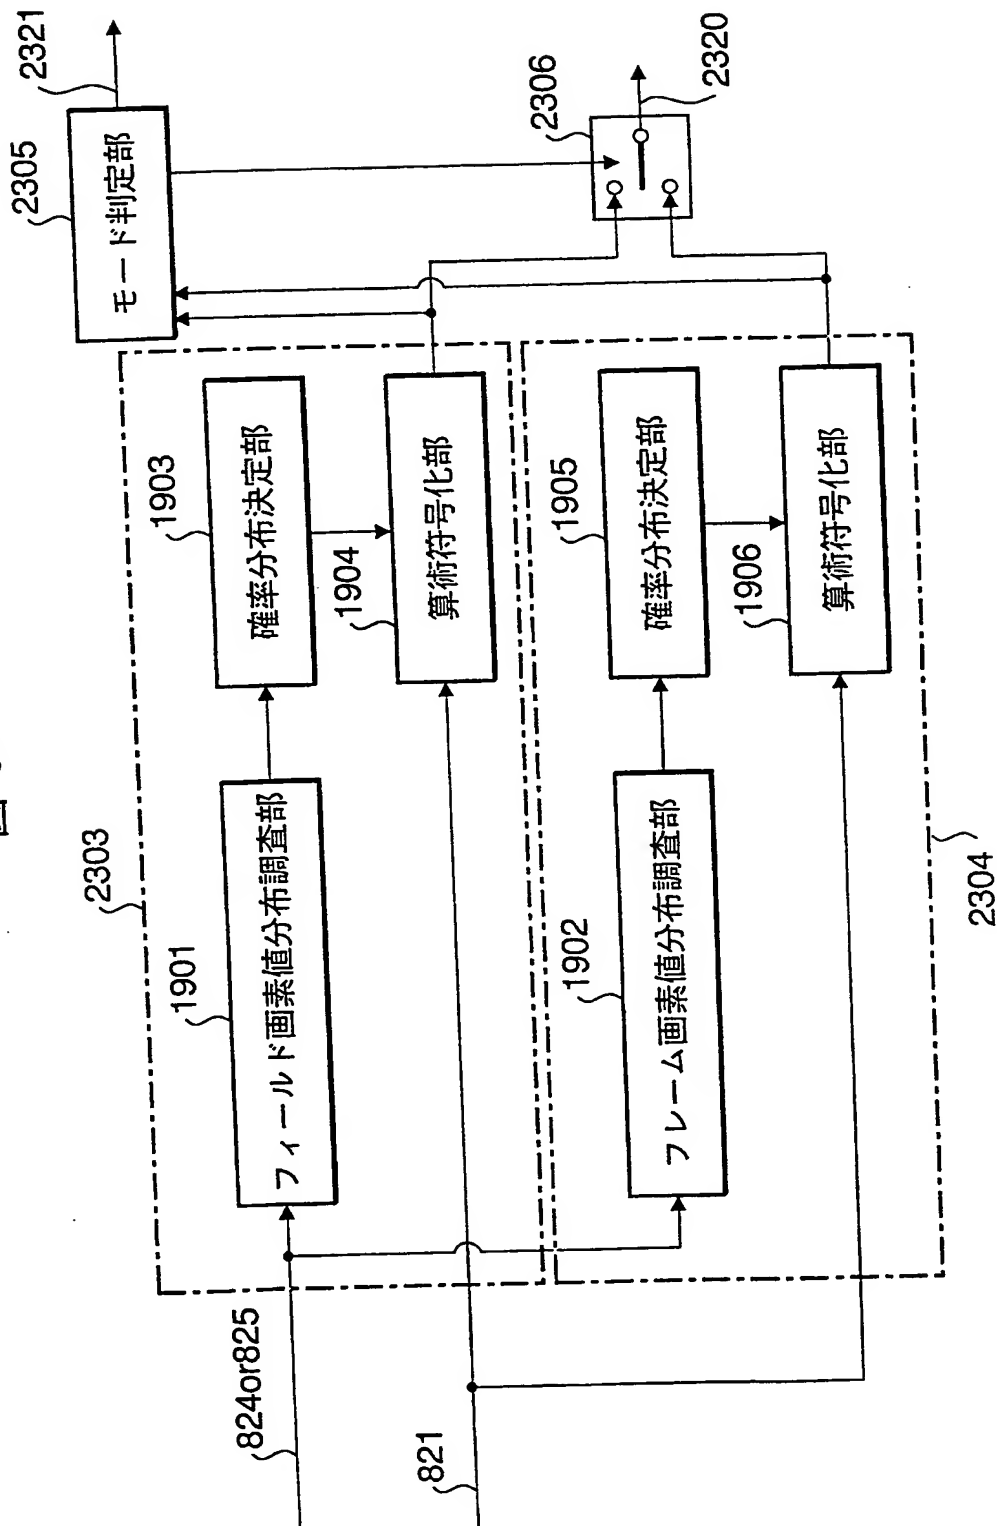 2303
1901
フィールド画素値分布調査部
1903
確率分布決定部
1904
算術符号化部
2305
モード判定部
2321
824or825
821
1902
フレーム画素値分布調査部
1905
確率分布決定部
1906
算術符号化部
2306
2320
2304